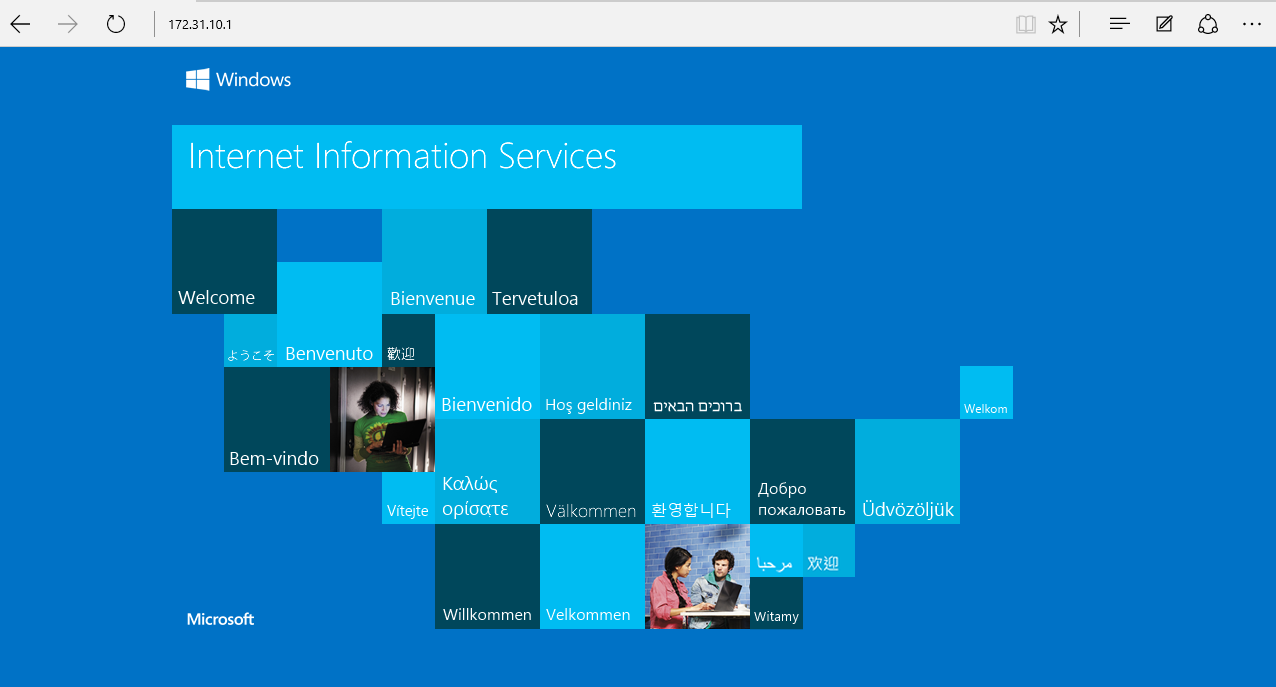 172.31.10.1
Windows
Internet Information Services
Welcome
Bienvenue
Tervetuloa
ようこそ
Benvenuto
歡迎
Bienvenido
Hoş geldiniz
ברוכים הבאים
Welkom
Bem-vindo
Καλώς
ορίσατε
Vítejte
Välkommen
환영합니다
Добро
пожаловать
Üdvözöljük
مرحبا
欢迎
Willkommen
Velkommen
Witamy
Microsoft